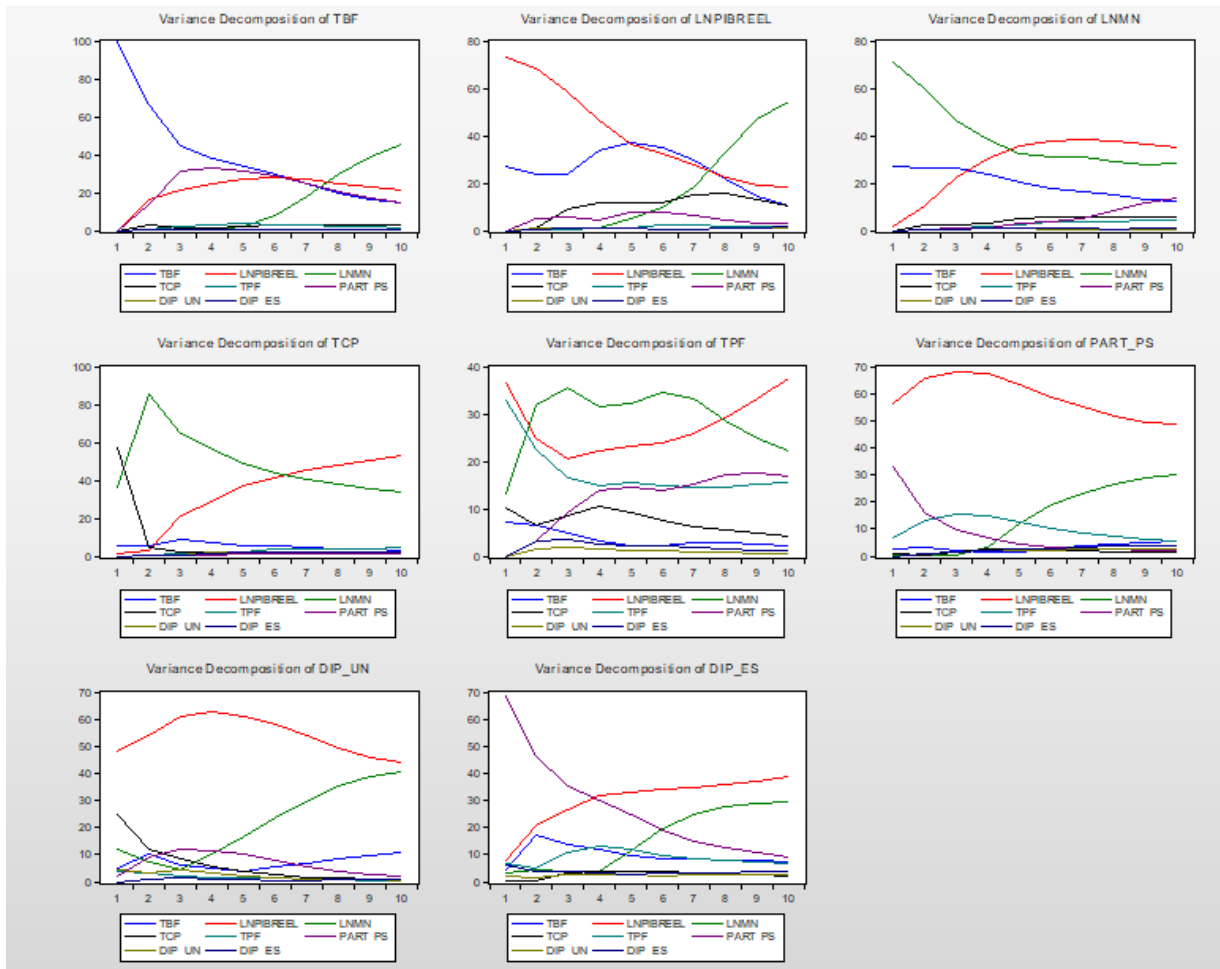 Variance Decomposition of TBF
100
80
60
40
20
0
1 2 3 4 5 6 7 8 9 10
TBF LNPIBREEL LNMN
TCP TPF PART PS
DIP UN DIP ES
Variance Decomposition of LNPIBREEL
80
60
40
20
0
1 2 3 4 5 6 7 8 9 10
TBF LNPIBREEL LNMN
TCP TPF PART PS
DIP UN DIP ES
Variance Decomposition of LNMN
80
60
40
20
0
1 2 3 4 5 6 7 8 9 10
TBF LNPIBREEL LNMN
TCP TPF PART PS
DIP UN DIP ES
Variance Decomposition of TCP
100
80
60
40
20
0
1 2 3 4 5 6 7 8 9 10
TBF LNPIBREEL LNMN
TCP TPF PART PS
DIP UN DIP ES
Variance Decomposition of TPF
40
30
20
10
0
1 2 3 4 5 6 7 8 9 10
TBF LNPIBREEL LNMN
TCP TPF PART PS
DIP UN DIP ES
Variance Decomposition of PART_PS
70
60
50
40
30
20
10
0
1 2 3 4 5 6 7 8 9 10
TBF LNPIBREEL LNMN
TCP TPF PART PS
DIP UN DIP ES
Variance Decomposition of DIP_UN
70
60
50
40
30
20
10
0
1 2 3 4 5 6 7 8 9 10
TBF LNPIBREEL LNMN
TCP TPF PART PS
DIP UN DIP ES
Variance Decomposition of DIP_ES
70
60
50
40
30
20
10
0
1 2 3 4 5 6 7 8 9 10
TBF LNPIBREEL LNMN
TCP TPF PART PS
DIP UN DIP ES